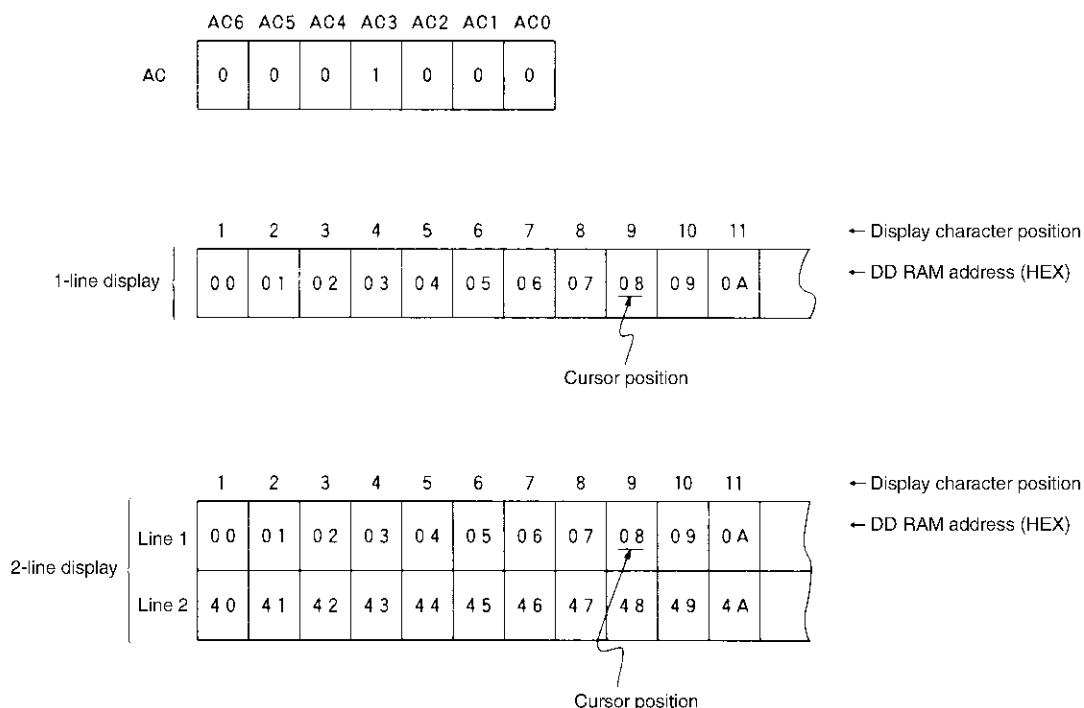 AC6 AC5 AC4 AC3 AC2 AC1 AC0
AC 0 0 0 1 0 0 0
1 2 3 4 5 6 7 8 9 10 11 ← Display character position
1-line display 00 01 02 03 04 05 06 07 08 09 0A ← DD RAM address (HEX)
Cursor position
1 2 3 4 5 6 7 8 9 10 11 ← Display character position
2-line display
Line 1 00 01 02 03 04 05 06 07 08 09 0A ← DD RAM address (HEX)
Line 2 40 41 42 43 44 45 46 47 48 49 4A
Cursor position